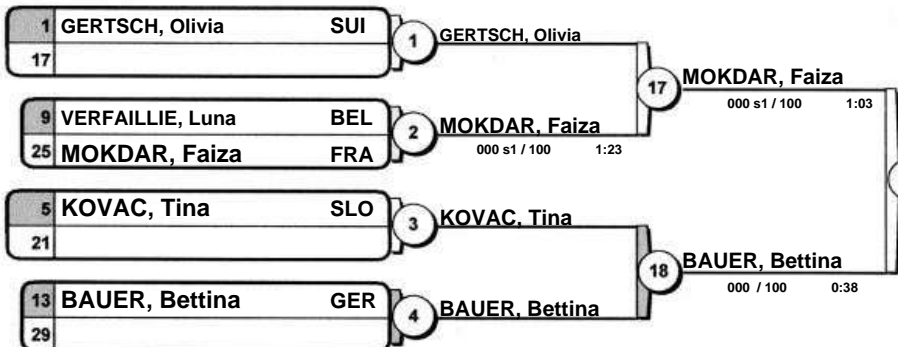 1 GERTSCH, Olivia SUI
17
1
GERTSCH, Olivia
9 VERFAILLIE, Luna BEL
25 MOKDAR, Faiza FRA
2
MOKDAR, Faiza
000 s1 / 100 1:23
17
MOKDAR, Faiza
000 s1 / 100 1:03
5 KOVAC, Tina SLO
21
3
KOVAC, Tina
13 BAUER, Bettina GER
29
4
BAUER, Bettina
18
BAUER, Bettina
000 / 100 0:38